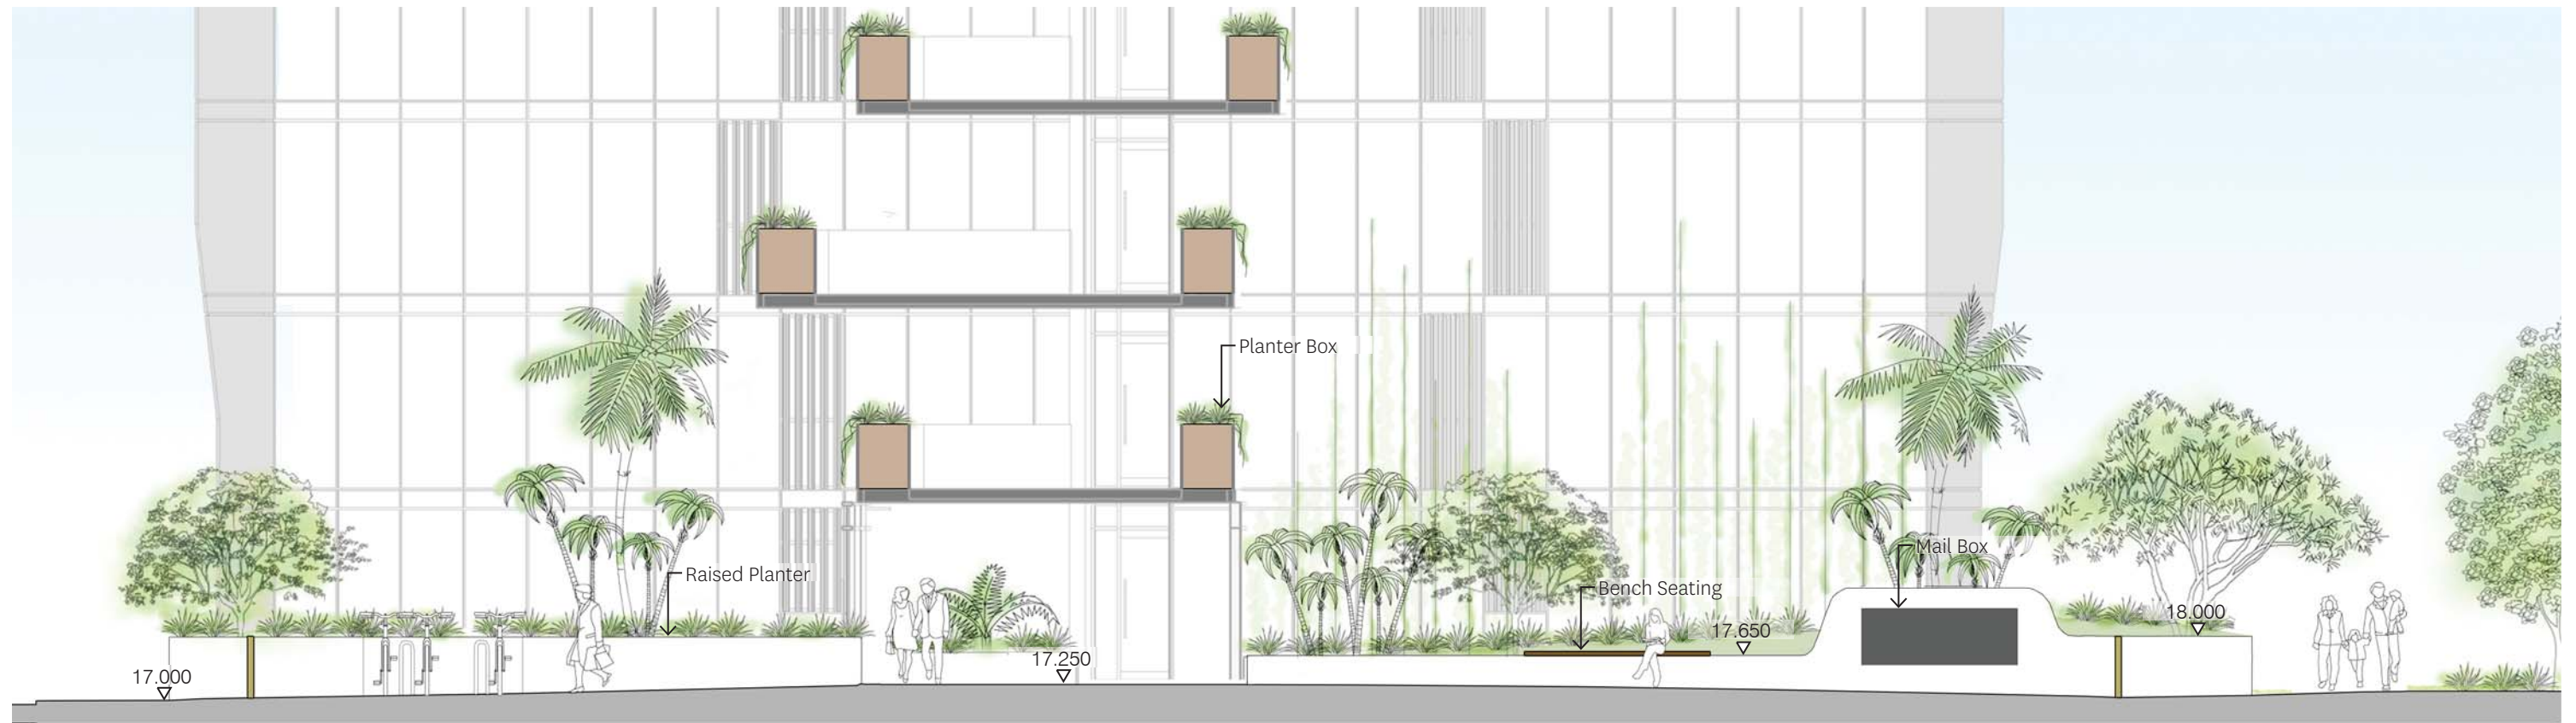 Planter Box
Mail Box
Raised Planter
Bench Seating
18.000
17.650
17.250
17.000